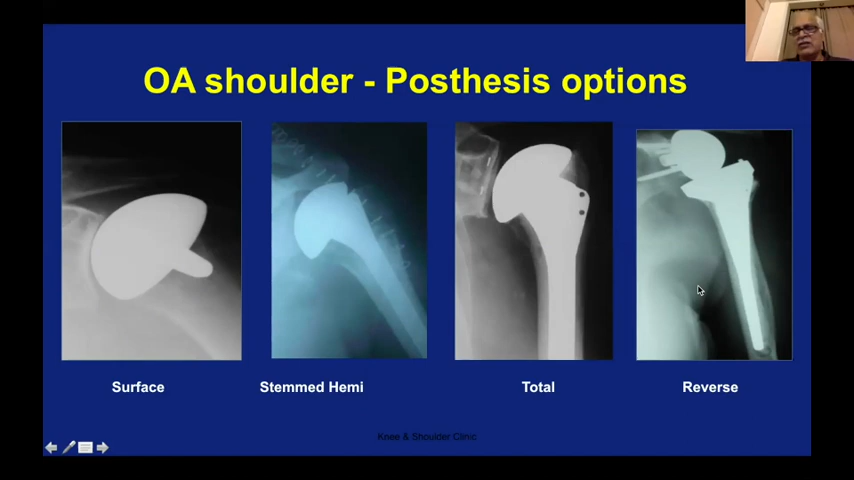 OA shoulder - Posthesis options
Surface
Stemmed Hemi
Total
Reverse
Knee & Shoulder Clinic